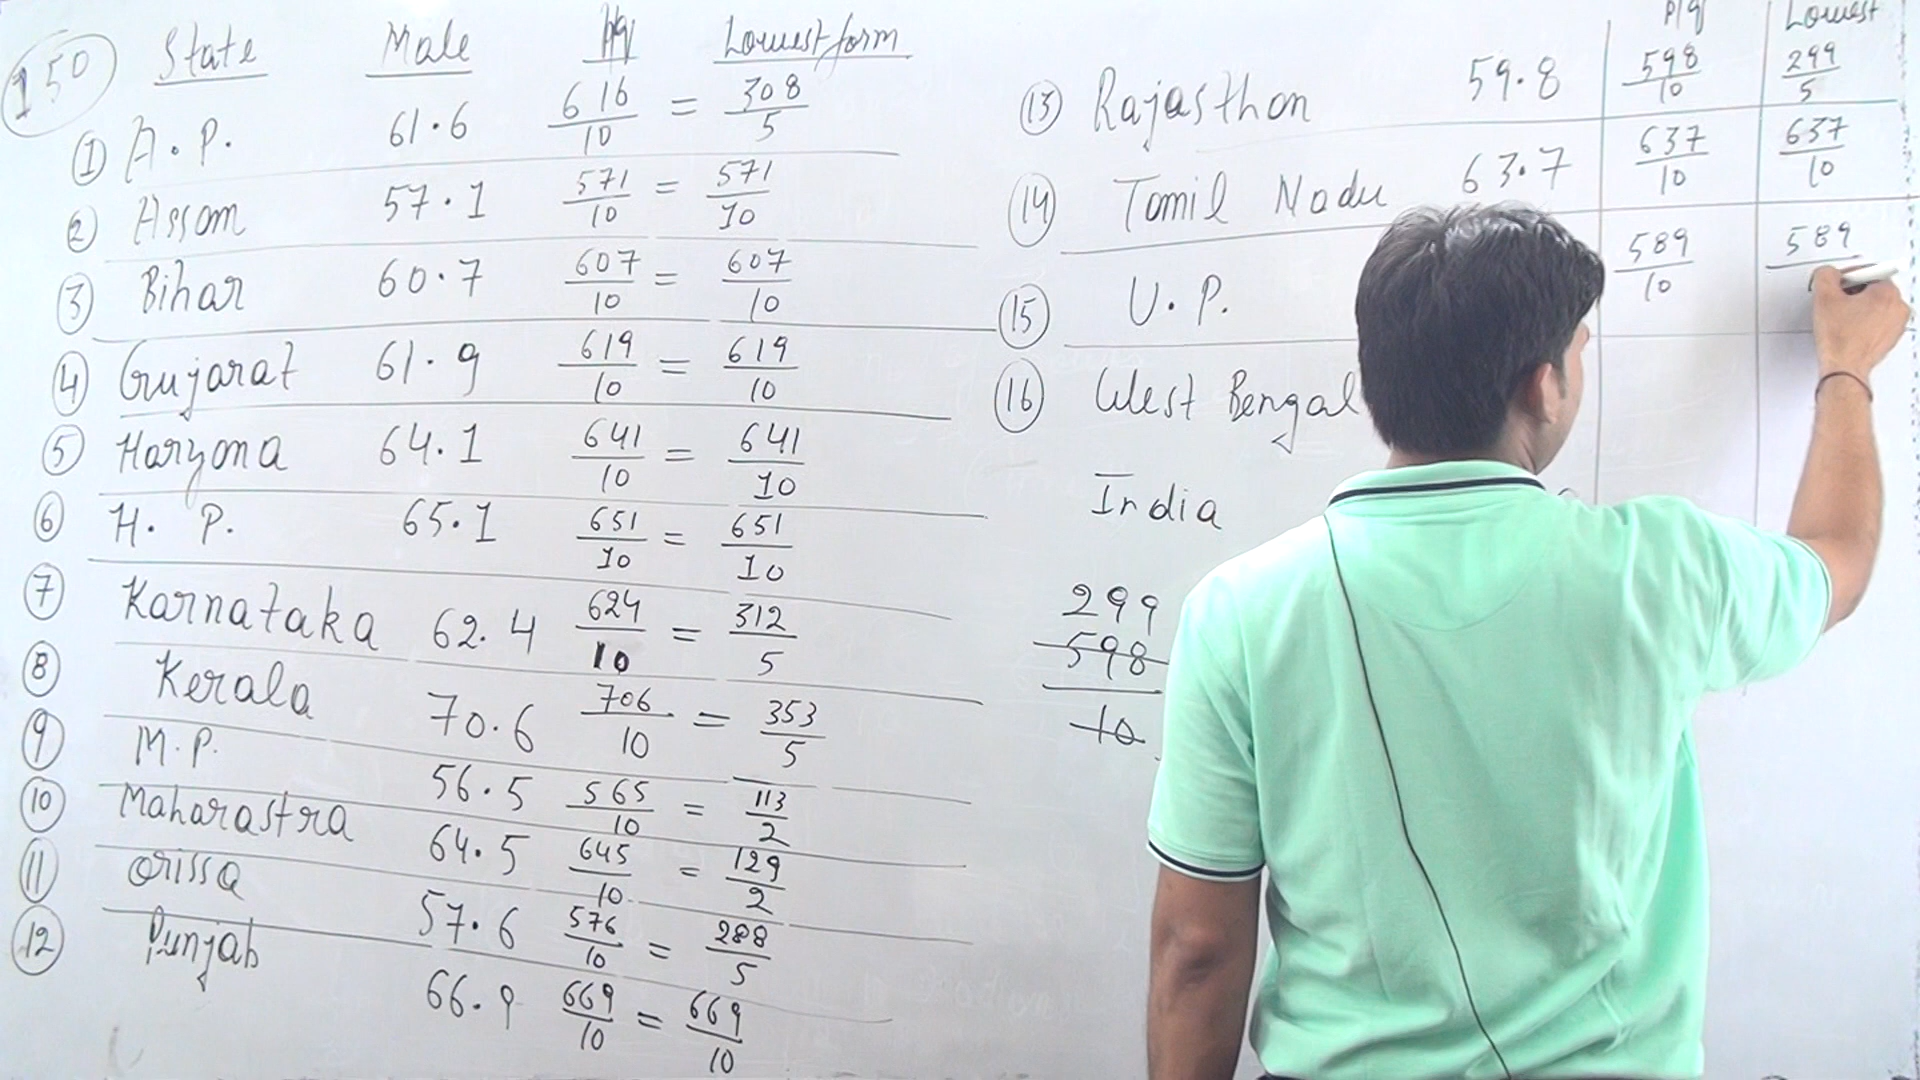 150 State Male P/q Lowest form
① A. P. 61.6 616/10 = 308/5
② Assam 57.1 571/10 = 571/10
③ Bihar 60.7 607/10 = 607/10
④ Gujarat 61.9 619/10 = 619/10
⑤ Haryana 64.1 641/10 = 641/10
⑥ H. P. 65.1 651/10 = 651/10
⑦ Karnataka 62.4 624/10 = 312/5
⑧ Kerala 70.6 706/10 = 353/5
⑨ M.P. 56.5 565/10 = 113/2
⑩ Maharastra 64.5 645/10 = 129/2
⑪ Orissa 57.6 576/10 = 288/5
⑫ Punjab 66.9 669/10 = 669/10
P/q Lowest
⑬ Rajasthan 59.8 598/10 299/5
⑭ Tamil Nadu 63.7 637/10 637/10
⑮ U. P. 589/10 589
⑯ West Bengal
India
299
598
10